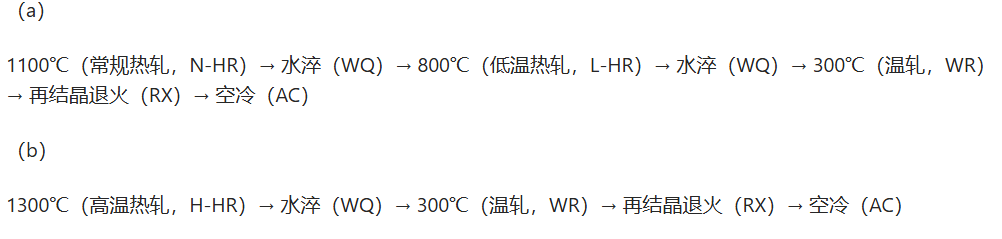 （a）
1100℃（常规热轧，N-HR）→ 水淬（WQ）→ 800℃（低温热轧，L-HR）→ 水淬（WQ）→ 300℃（温轧，WR）
→ 再结晶退火（RX）→ 空冷（AC）
（b）
1300℃（高温热轧，H-HR）→ 水淬（WQ）→ 300℃（温轧，WR）→ 再结晶退火（RX）→ 空冷（AC）